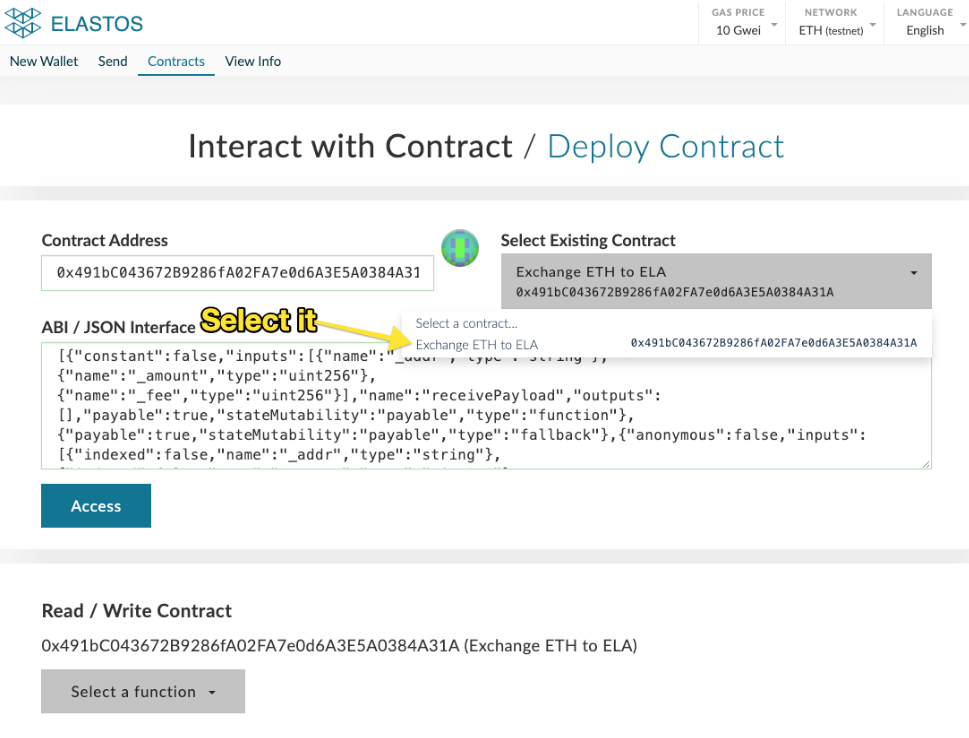 ELASTOS
GAS PRICE
10 Gwei
NETWORK
ETH (testnet)
LANGUAGE
English
New Wallet Send Contracts View Info
Interact with Contract / Deploy Contract
Contract Address
0x491bC043672B9286fA02FA7e0d6A3E5A0384A31
Select Existing Contract
Exchange ETH to ELA
0x491bC043672B9286fA02FA7e0d6A3E5A0384A31A
ABI / JSON Interface
Select it
Select a contract...
Exchange ETH to ELA 0x491bC043672B9286fA02FA7e0d6A3E5A0384A31A
[{"constant":false,"inputs":[{"name":"_addr","type":"string"},
{"name":"_amount","type":"uint256"},
{"name":"_fee","type":"uint256"}],"name":"receivePayload","outputs":
[],"payable":true,"stateMutability":"payable","type":"function"},
{"payable":true,"stateMutability":"payable","type":"fallback"},{"anonymous":false,"inputs":
[{"indexed":false,"name":"_addr","type":"string"},
Access
Read / Write Contract
0x491bC043672B9286fA02FA7e0d6A3E5A0384A31A (Exchange ETH to ELA)
Select a function